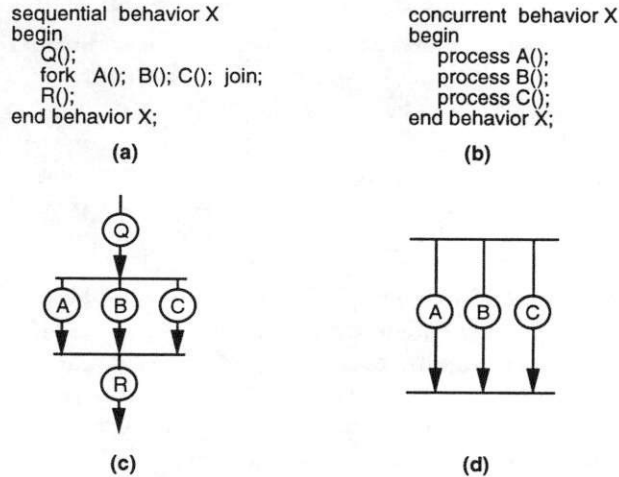 sequential behavior X
begin
Q();
fork A(); B(); C(); join;
R();
end behavior X;
(a)
concurrent behavior X
begin
process A();
process B();
process C();
end behavior X;
(b)
Q
A B C
R
(c)
A B C
(d)